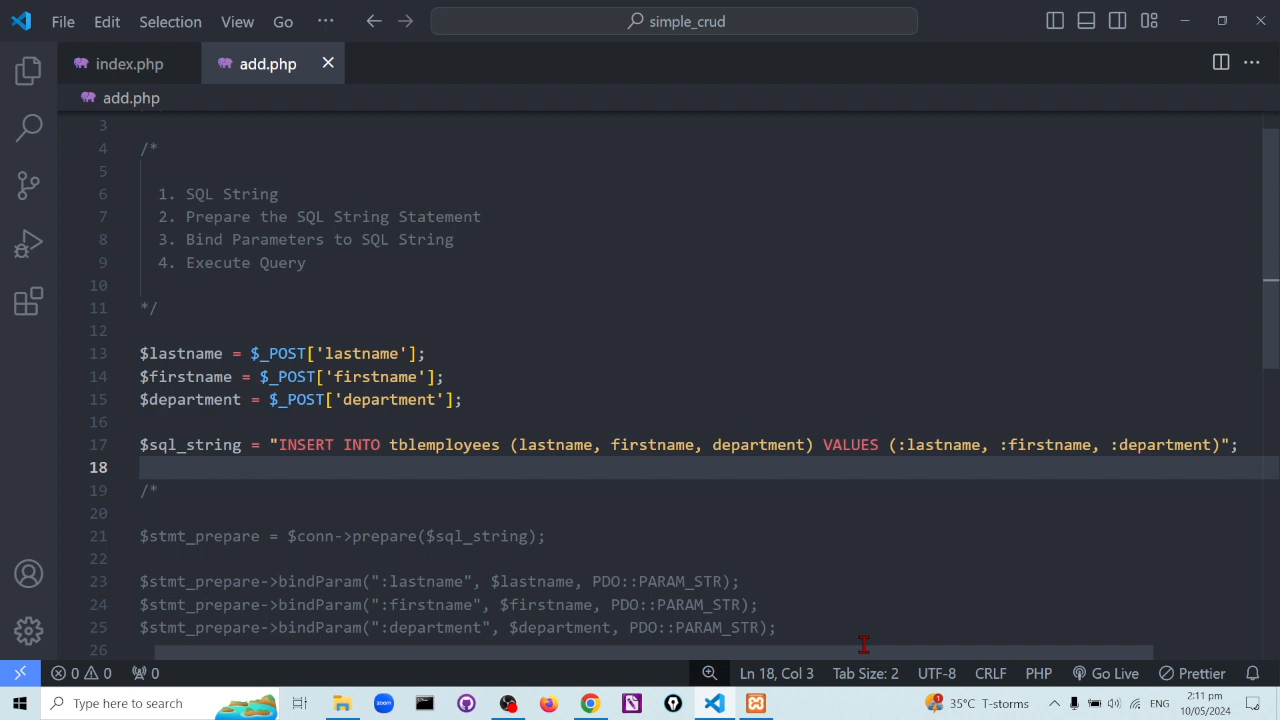 File Edit Selection View Go ··· simple_crud
index.php add.php
add.php
3
4 /*
5
6 1. SQL String
7 2. Prepare the SQL String Statement
8 3. Bind Parameters to SQL String
9 4. Execute Query
10
11 */
12
13 $lastname = $_POST['lastname'];
14 $firstname = $_POST['firstname'];
15 $department = $_POST['department'];
16
17 $sql_string = "INSERT INTO tblemployees (lastname, firstname, department) VALUES (:lastname, :firstname, :department)";
18
19 /*
20
21 $stmt_prepare = $conn->prepare($sql_string);
22
23 $stmt_prepare->bindParam(":lastname", $lastname, PDO::PARAM_STR);
24 $stmt_prepare->bindParam(":firstname", $firstname, PDO::PARAM_STR);
25 $stmt_prepare->bindParam(":department", $department, PDO::PARAM_STR);
26
0 0 0 Ln 18, Col 3 Tab Size: 2 UTF-8 CRLF PHP Go Live Prettier
Type here to search zoom 1 35°C T-storms ENG 2:11 pm
10/05/2024